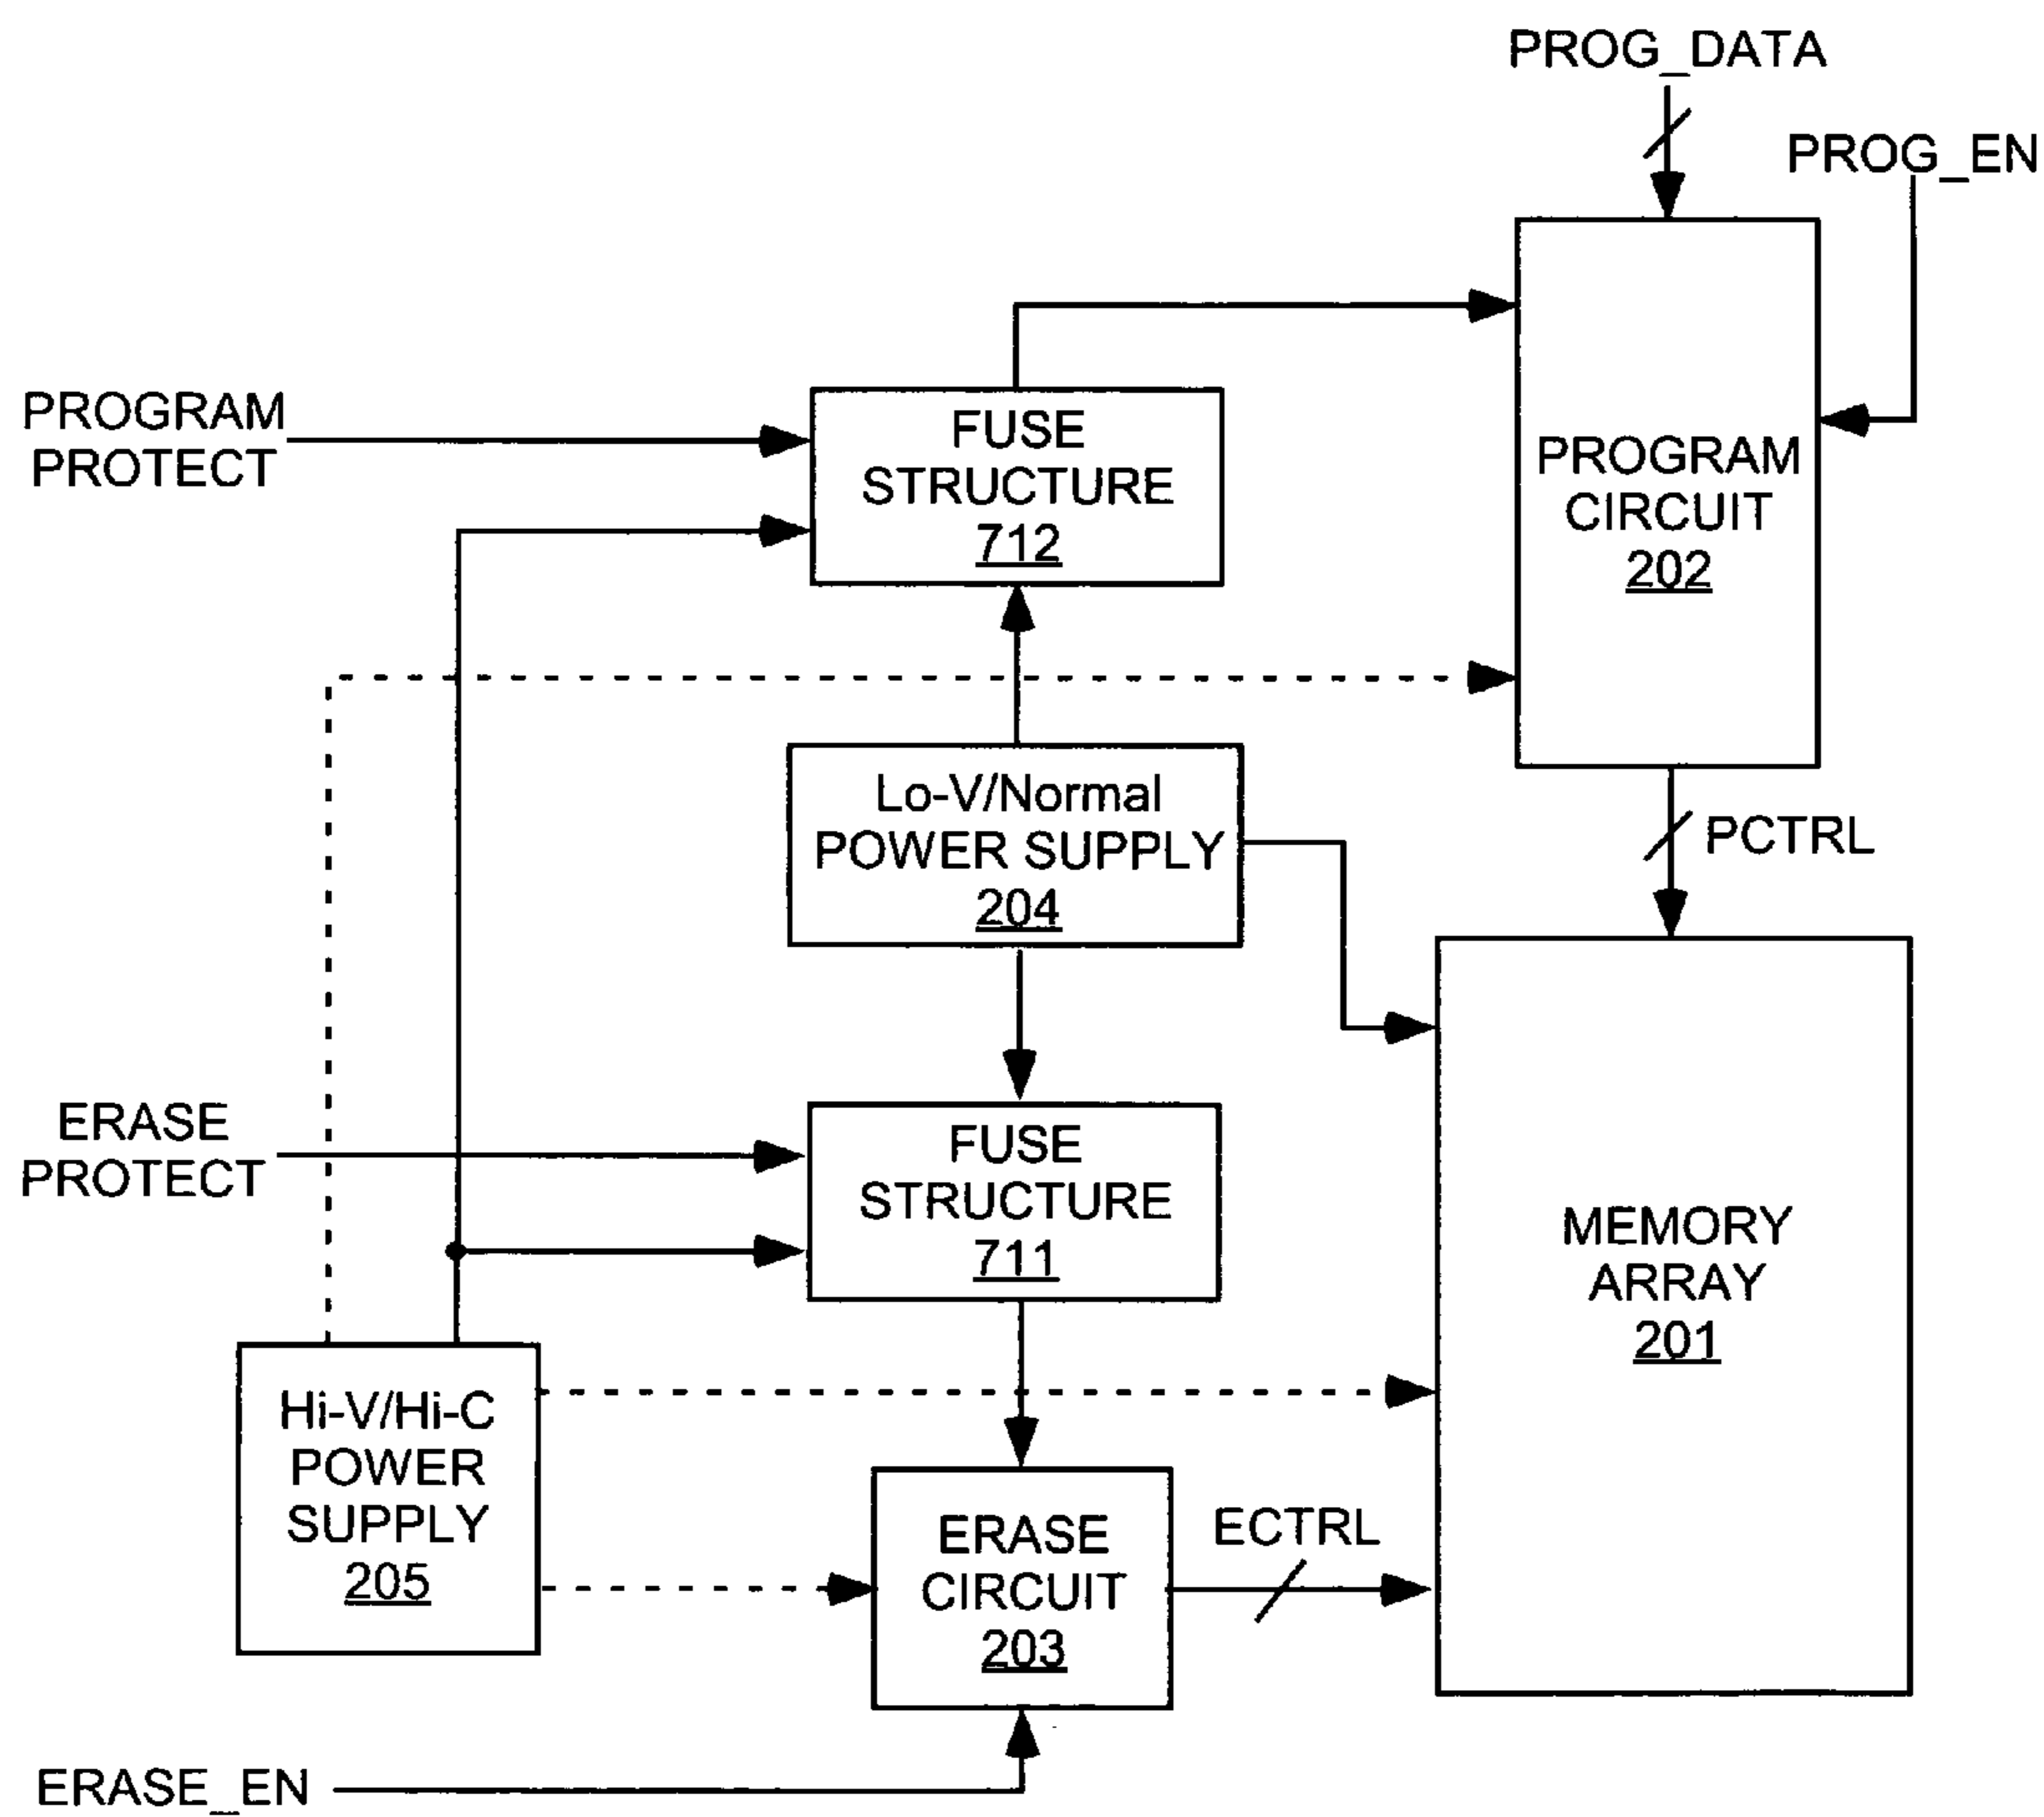 PROG_DATA
PROG_EN
PROGRAM
PROTECT
FUSE
STRUCTURE
712
PROGRAM
CIRCUIT
202
Lo-V/Normal
POWER SUPPLY
204
PCTRL
ERASE
PROTECT
FUSE
STRUCTURE
711
MEMORY
ARRAY
201
Hi-V/Hi-C
POWER
SUPPLY
205
ERASE
CIRCUIT
203
ECTRL
ERASE_EN